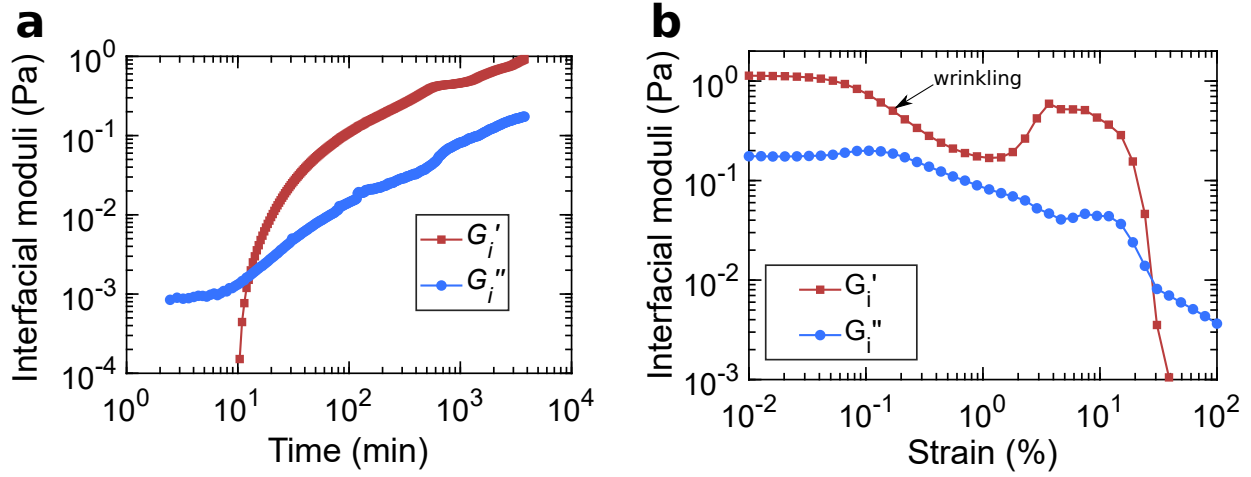 a
Interfacial moduli (Pa)
10^0
10^-1
10^-2
10^-3
10^-4
G_i'
G_i''
10^0 10^1 10^2 10^3 10^4
Time (min)
b
Interfacial moduli (Pa)
10^0
10^-1
10^-2
10^-3
wrinkling
G_i'
G_i"
10^-2 10^-1 10^0 10^1 10^2
Strain (%)